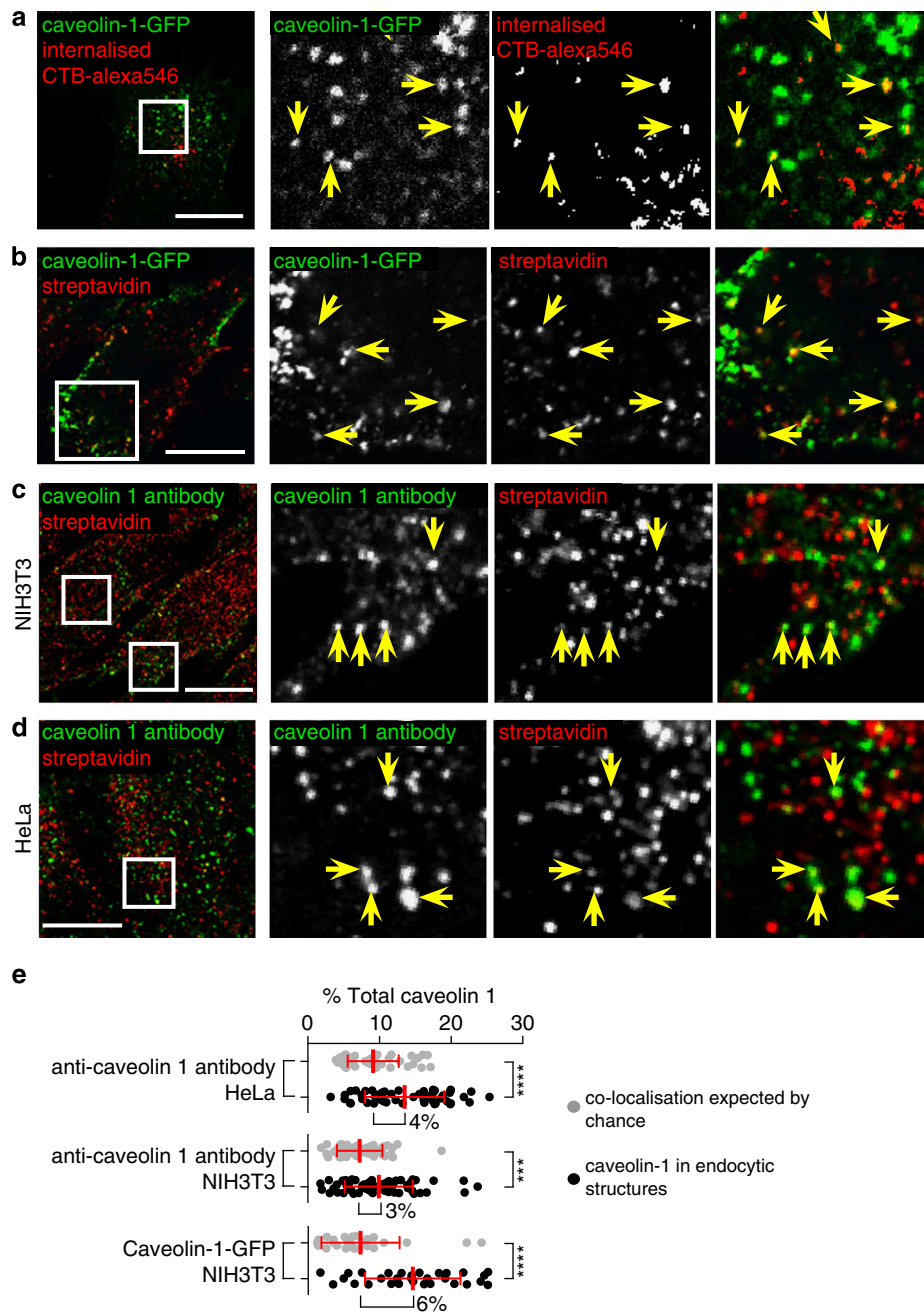 a
caveolin-1-GFP
internalised
CTB-alexa546
caveolin-1-GFP
internalised
CTB-alexa546
b
caveolin-1-GFP
streptavidin
caveolin-1-GFP
streptavidin
c
NIH3T3
caveolin 1 antibody
streptavidin
caveolin 1 antibody
streptavidin
d
HeLa
caveolin 1 antibody
streptavidin
caveolin 1 antibody
streptavidin
e
% Total caveolin 1
0 10 20 30
anti-caveolin 1 antibody
HeLa
****
4%
anti-caveolin 1 antibody
NIH3T3
***
3%
Caveolin-1-GFP
NIH3T3
****
6%
co-localisation expected by
chance
caveolin-1 in endocytic
structures